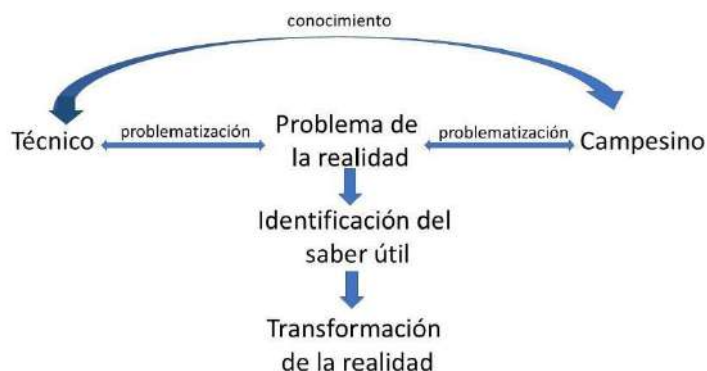 conocimiento
Técnico
problematización
Problema de
la realidad
problematización
Campesino
Identificación del
saber útil
Transformación
de la realidad